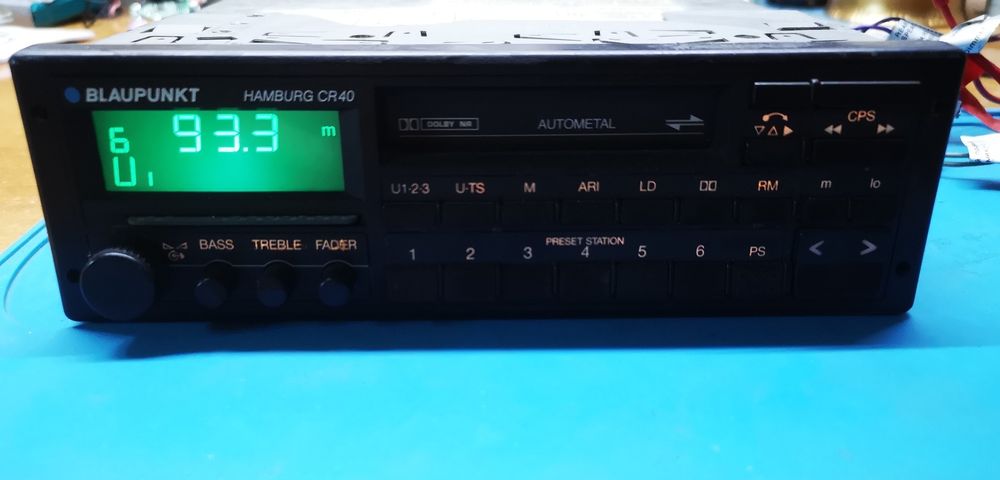 BLAUPUNKT HAMBURG CR40
6 93.3 m
U1
DOLBY NR AUTOMETAL
CPS
U1·2·3 U-TS M ARI LD RM m lo
BASS TREBLE FADER
PRESET STATION
1 2 3 4 5 6 PS < >